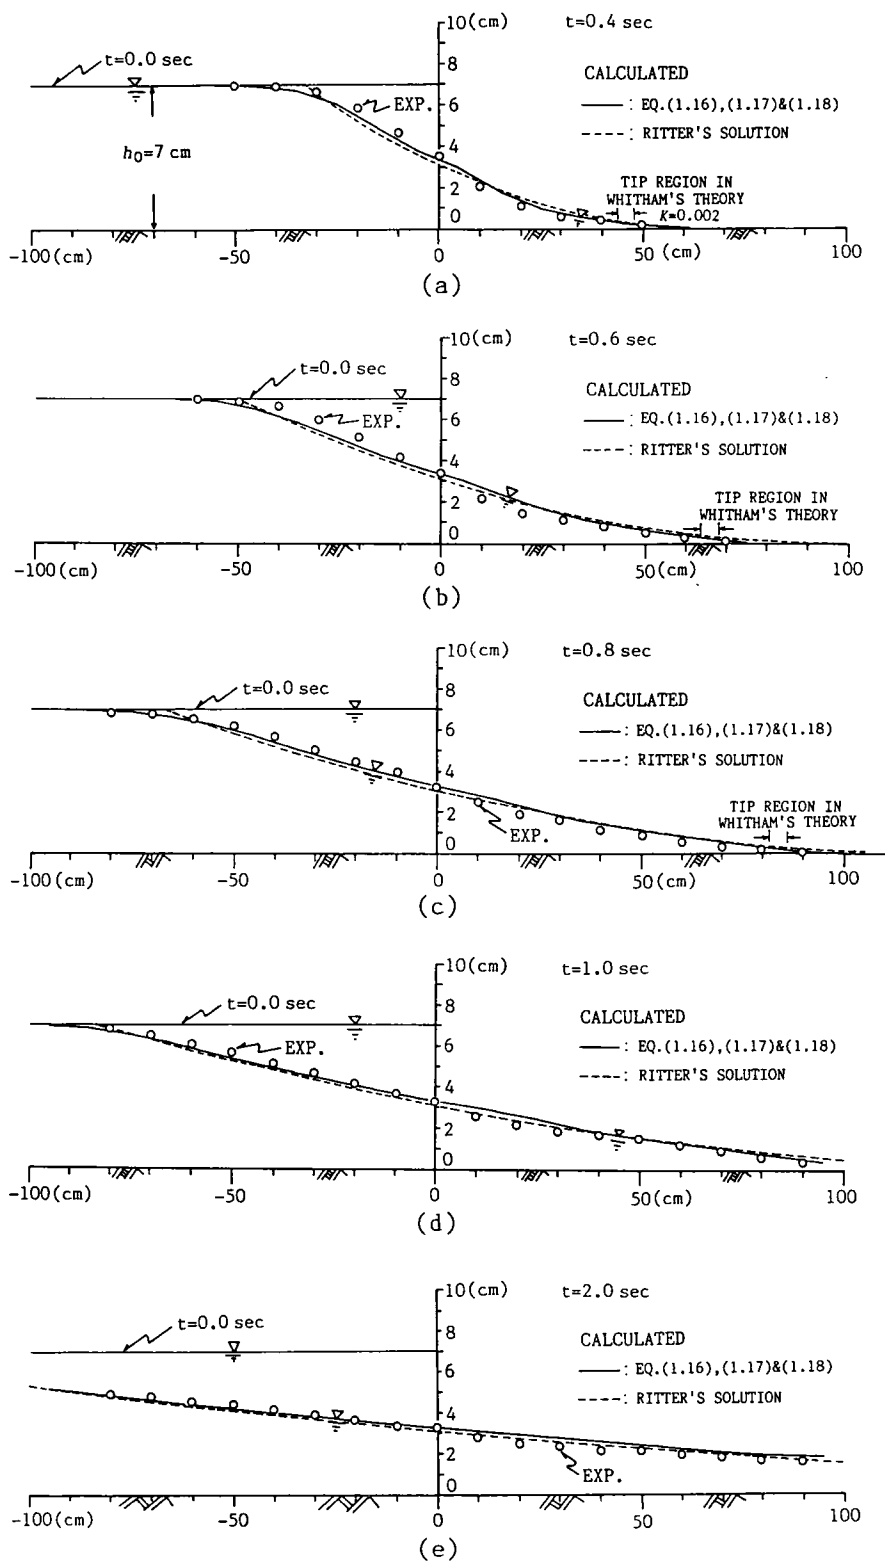 10(cm)
t=0.4 sec
t=0.0 sec
8
CALCULATED
6
EXP.
—: EQ.(1.16),(1.17)&(1.18)
----: RITTER'S SOLUTION
h0=7 cm
4
TIP REGION IN
WHITHAM'S THEORY
2
K=0.002
0
-100(cm) -50 0 50 (cm) 100
(a)
10(cm)
t=0.6 sec
t=0.0 sec
8
CALCULATED
6
EXP.
—: EQ.(1.16),(1.17)&(1.18)
----: RITTER'S SOLUTION
4
TIP REGION IN
WHITHAM'S THEORY
2
0
-100(cm) -50 0 50(cm) 100
(b)
10(cm)
t=0.8 sec
t=0.0 sec
8
CALCULATED
6
—: EQ.(1.16),(1.17)&(1.18)
----: RITTER'S SOLUTION
4
TIP REGION IN
WHITHAM'S THEORY
2
EXP.
0
-100(cm) -50 0 50(cm) 100
(c)
10(cm)
t=1.0 sec
t=0.0 sec
8
CALCULATED
6
EXP.
—: EQ.(1.16),(1.17)&(1.18)
----: RITTER'S SOLUTION
4
2
0
-100(cm) -50 0 50(cm) 100
(d)
10(cm)
t=2.0 sec
t=0.0 sec
8
CALCULATED
6
—: EQ.(1.16),(1.17)&(1.18)
----: RITTER'S SOLUTION
4
2
EXP.
0
-100(cm) -50 0 50(cm) 100
(e)